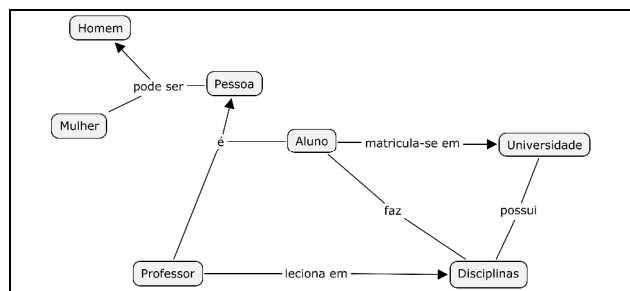 Homem
pode ser
Pessoa
Mulher
é
Aluno
matricula-se em
Universidade
faz
possui
Professor
leciona em
Disciplinas